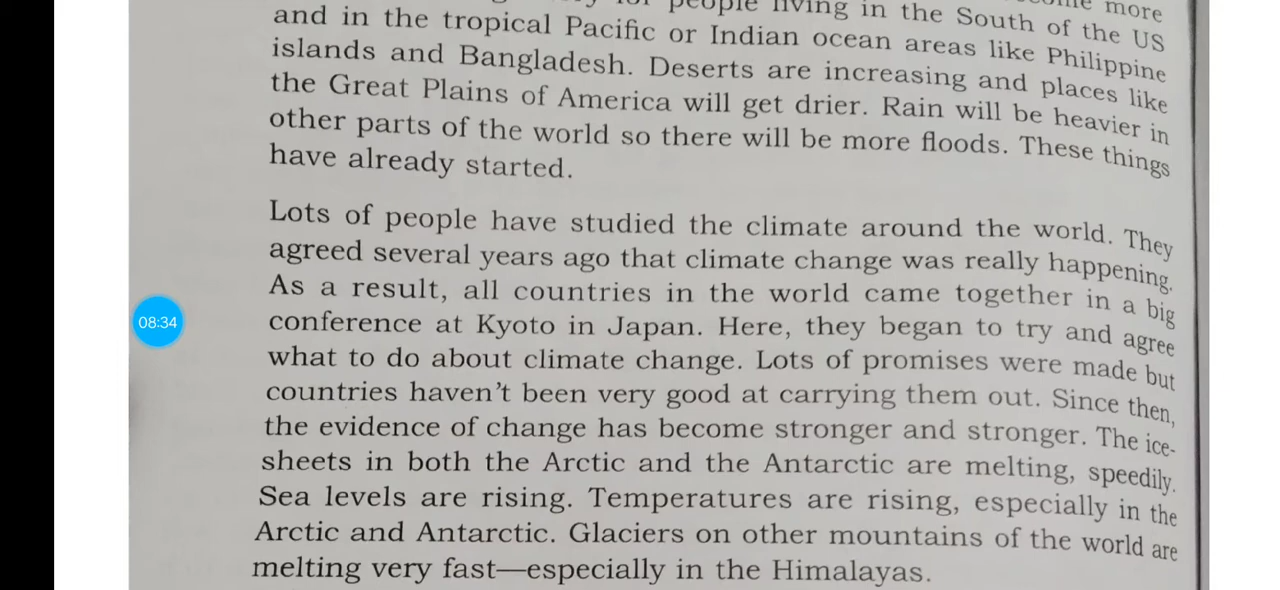 people living in the South of the US
and in the tropical Pacific or Indian ocean areas like Philippine
islands and Bangladesh. Deserts are increasing and places like
the Great Plains of America will get drier. Rain will be heavier in
other parts of the world so there will be more floods. These things
have already started.
Lots of people have studied the climate around the world. They
agreed several years ago that climate change was really happening.
As a result, all countries in the world came together in a big
conference at Kyoto in Japan. Here, they began to try and agree
what to do about climate change. Lots of promises were made but
countries haven't been very good at carrying them out. Since then,
the evidence of change has become stronger and stronger. The ice-
sheets in both the Arctic and the Antarctic are melting, speedily.
Sea levels are rising. Temperatures are rising, especially in the
Arctic and Antarctic. Glaciers on other mountains of the world are
melting very fast—especially in the Himalayas.
08:34